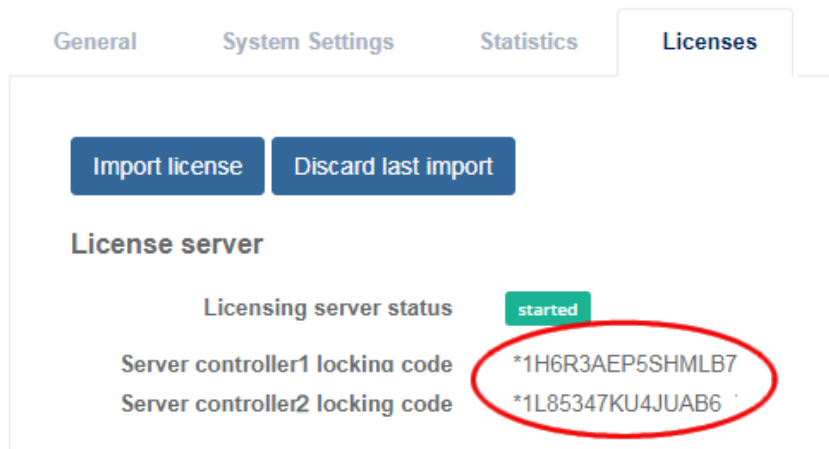 General System Settings Statistics Licenses
Import license Discard last import
License server
Licensing server status started
Server controller1 locking code *1H6R3AEP5SHMLB7
Server controller2 locking code *1L85347KU4JUAB6